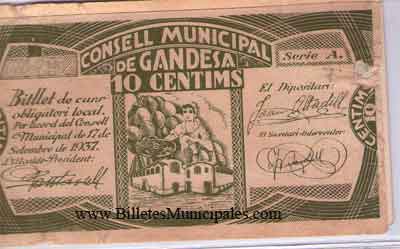 CONSELL MUNICIPAL
DE GANDESA
10 CENTIMS
Serie A.
Bitllet de curs
obligatori local
Per acord del Consell
Municipal de 17 de
Setembre de 1937.
L'Alcalde-President:
El Dipositari:
El Secretari-Interventor:
CENTIMS
10
www.BilletesMunicipales.com